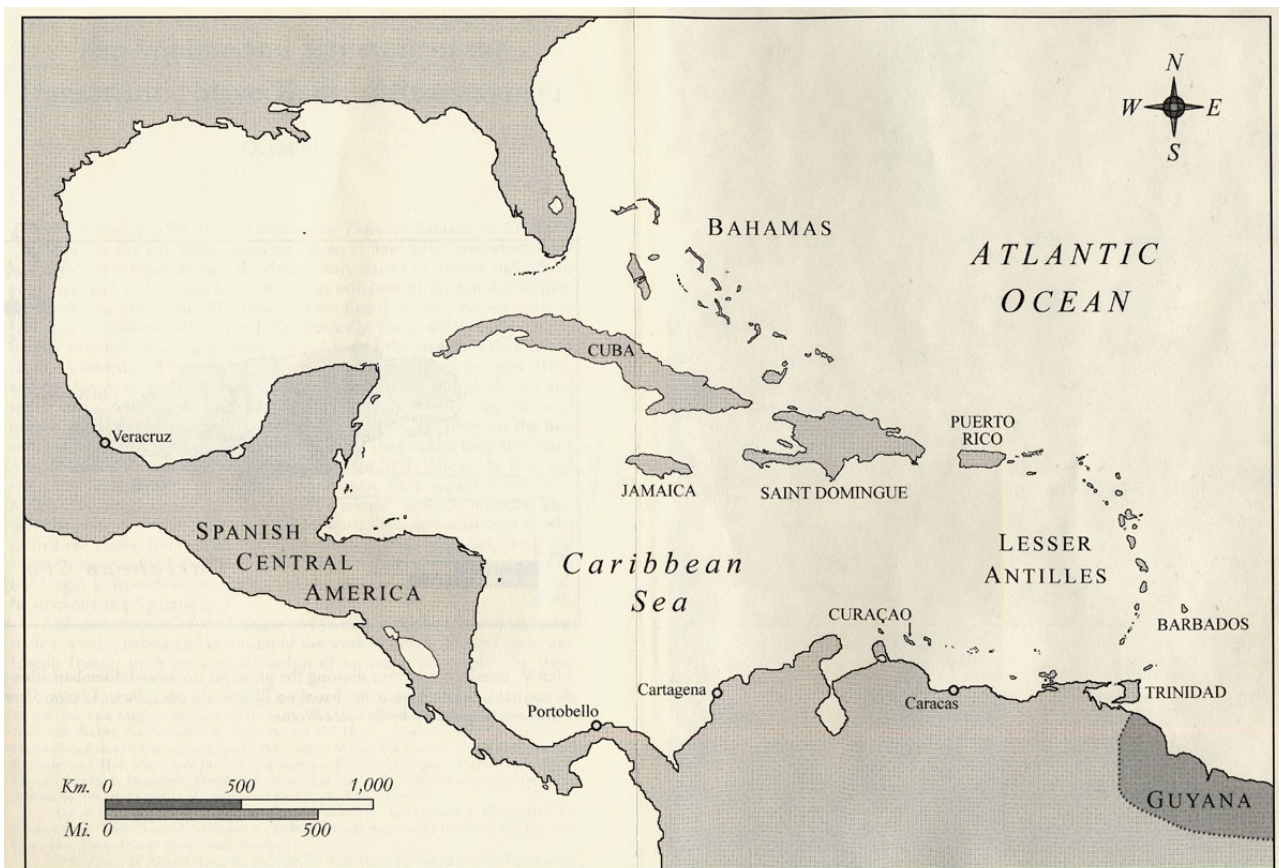 N
W E
S
BAHAMAS
ATLANTIC
OCEAN
CUBA
Veracruz
PUERTO
RICO
JAMAICA
SAINT DOMINGUE
SPANISH
CENTRAL
AMERICA
Caribbean
Sea
LESSER
ANTILLES
CURAÇAO
BARBADOS
Cartagena
Caracas
TRINIDAD
Portobello
Km. 0 500 1,000
Mi. 0 500
GUYANA